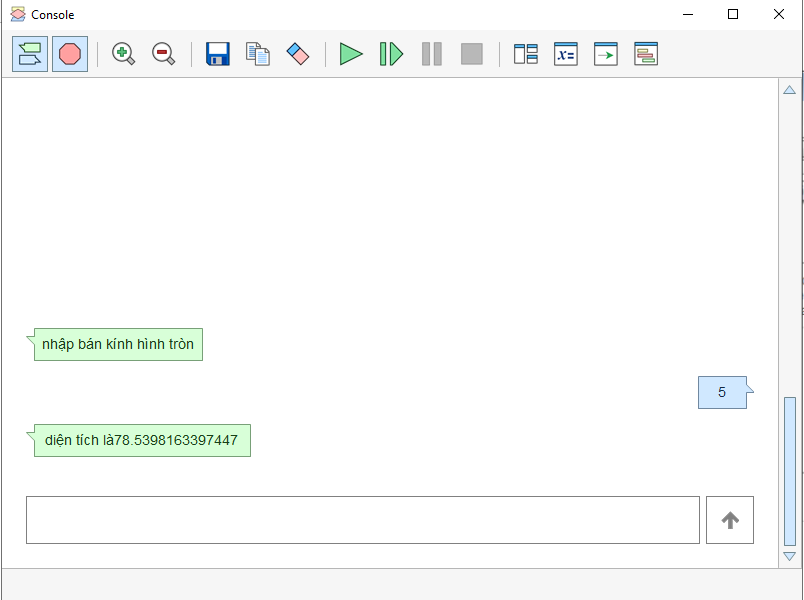 Console
x=
nhập bán kính hình tròn
5
diện tích là78.5398163397447